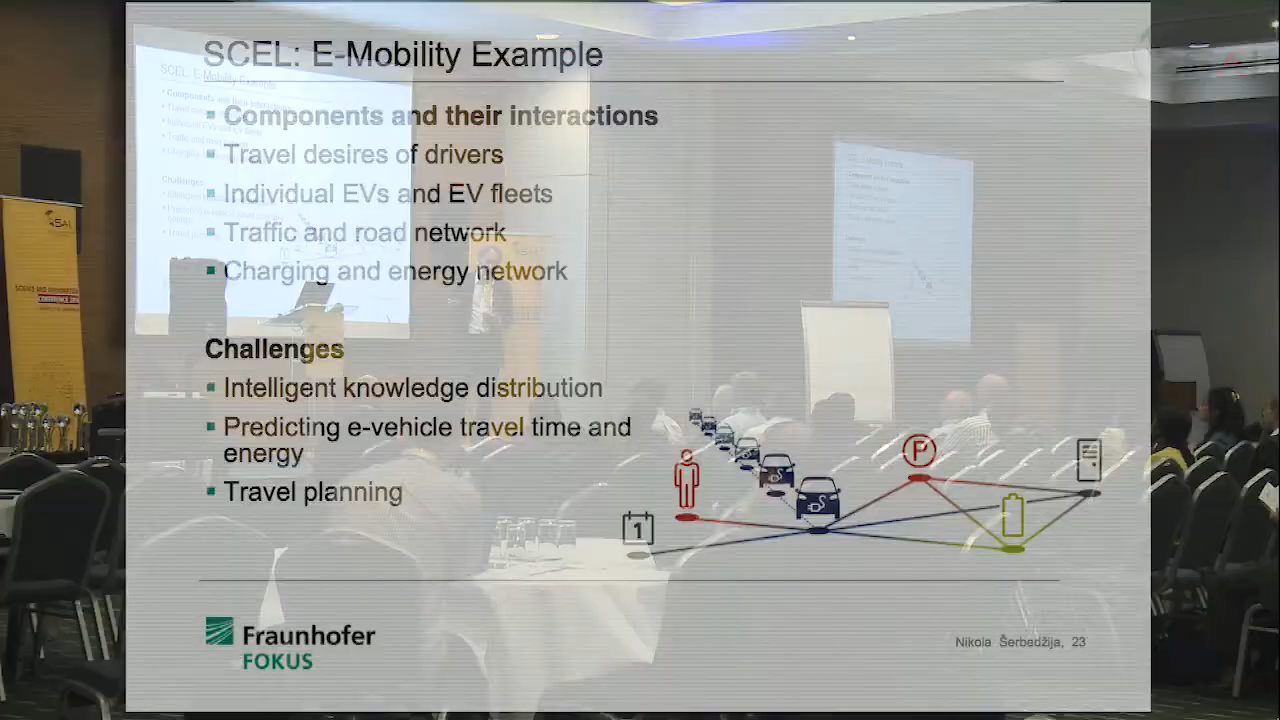 SCEL: E-Mobility Example
Components and their interactions
Travel desires of drivers
Individual EVs and EV fleets
Traffic and road network
Charging and energy network
Challenges
Intelligent knowledge distribution
Predicting e-vehicle travel time and
energy
Travel planning
1
P
Fraunhofer
FOKUS
Nikola Šerbedžija, 23